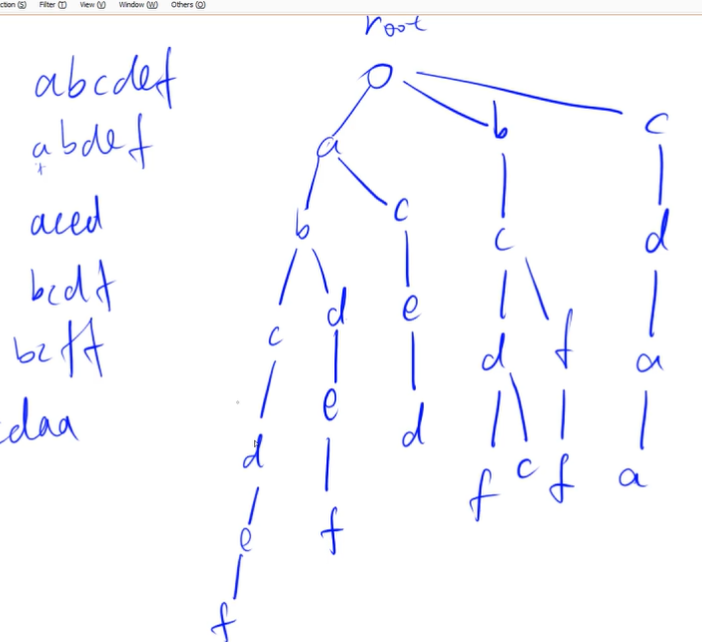 ction (S) Filter (T) View (V) Window (W) Others (O)
root
abcdef
abdef
aced
bcdf
bcff
cdaa
a b c
b c c d
c d e d f a
d e d f c f a
e f
f